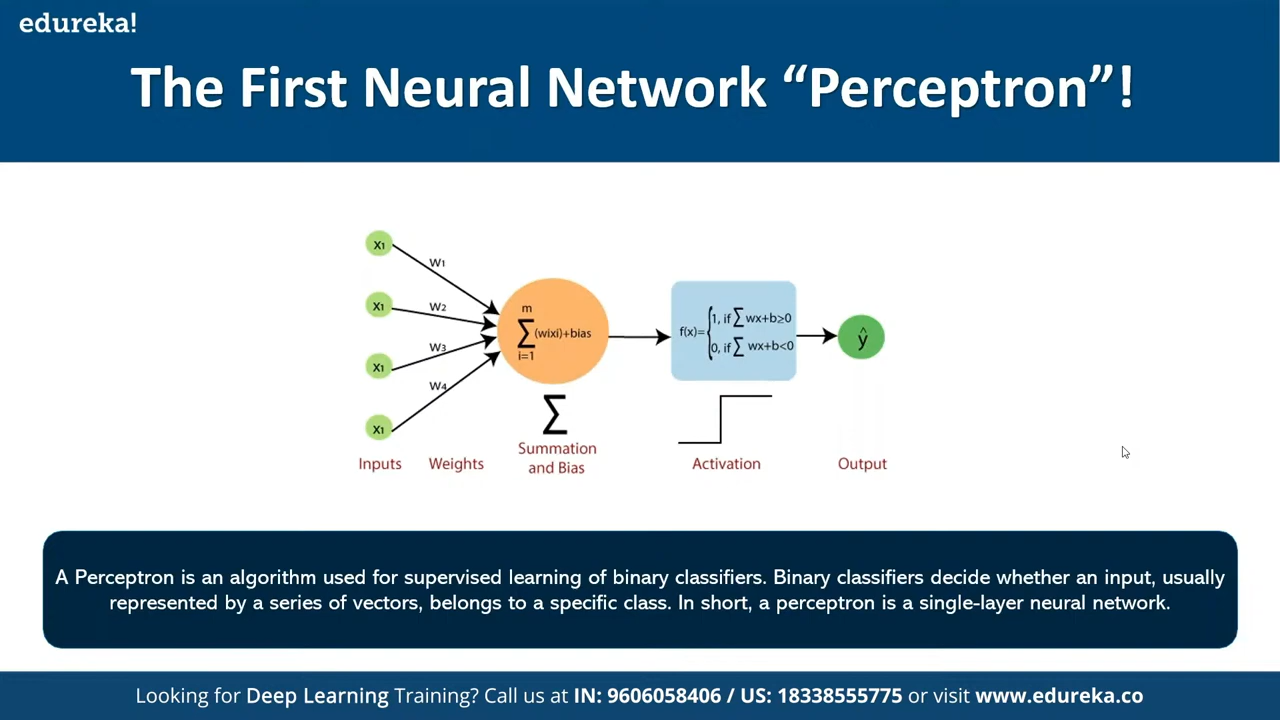 edureka!
The First Neural Network “Perceptron”!
x₁
w₁
x₁
w₂
x₁
w₃
x₁
w₄
m
∑(wixi)+bias
i=1
f(x)={1, if ∑ wx+b≥0
0, if ∑ wx+b<0
ŷ
∑
Inputs
Weights
Summation
and Bias
Activation
Output
A Perceptron is an algorithm used for supervised learning of binary classifiers. Binary classifiers decide whether an input, usually
represented by a series of vectors, belongs to a specific class. In short, a perceptron is a single-layer neural network.
Looking for Deep Learning Training? Call us at IN: 9606058406 / US: 18338555775 or visit www.edureka.co